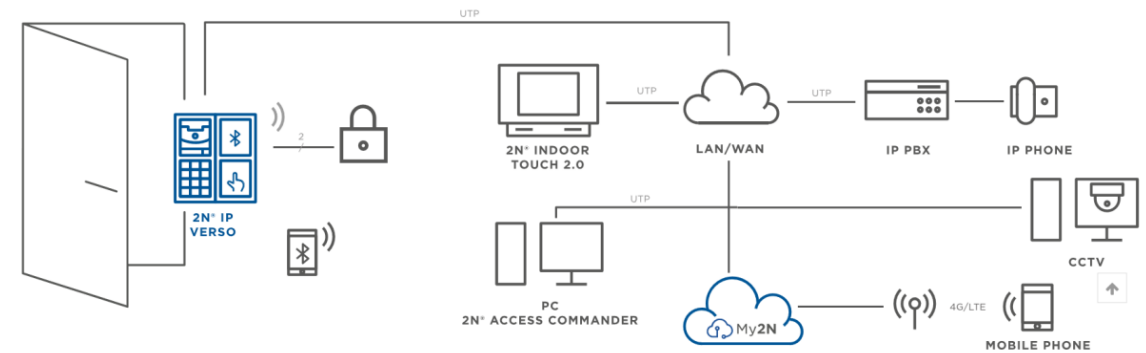 UTP
2N® INDOOR
TOUCH 2.0
UTP
LAN/WAN
UTP
IP PBX
IP PHONE
2
2N® IP
VERSO
UTP
CCTV
PC
2N® ACCESS COMMANDER
My2N
4G/LTE
MOBILE PHONE